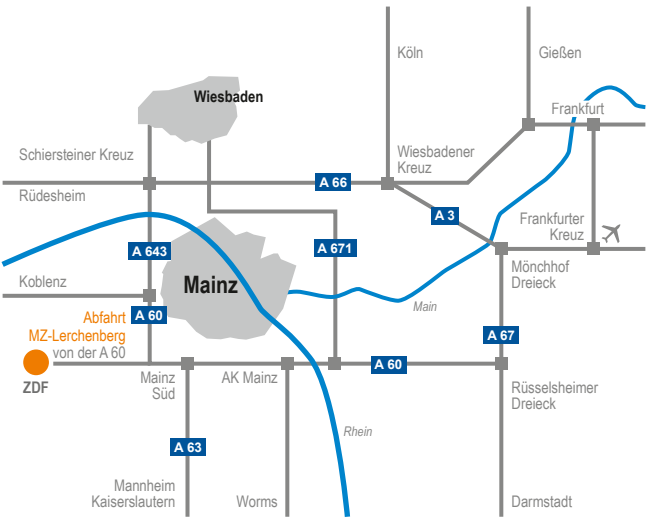 Köln
Gießen
Wiesbaden
Frankfurt
Schiersteiner Kreuz
Wiesbadener
Kreuz
A 66
Rüdesheim
A 3
Frankfurter
Kreuz
A 643
A 671
Mönchhof
Dreieck
Koblenz
Mainz
Main
Abfahrt
MZ-Lerchenberg
von der A 60
A 60
A 67
ZDF
Mainz
Süd
AK Mainz
A 60
Rüsselsheimer
Dreieck
Rhein
A 63
Mannheim
Kaiserslautern
Worms
Darmstadt